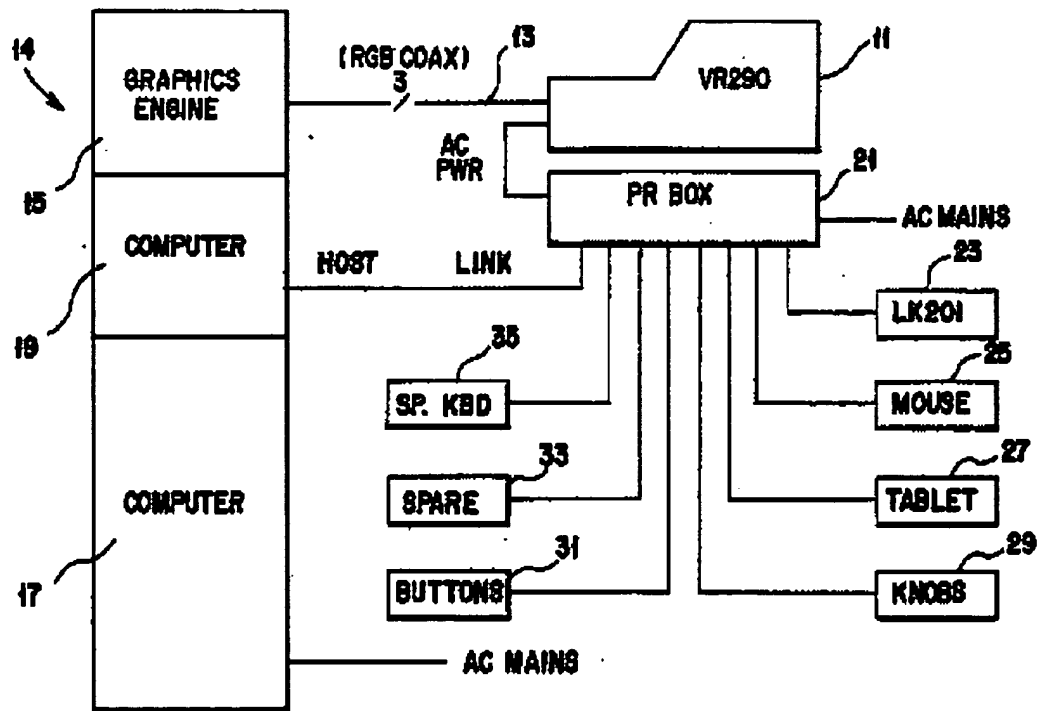 14
GRAPHICS
ENGINE
15
COMPUTER
19
COMPUTER
17
(RGB COAX)
3
13
VR290
11
AC
PWR
PR BOX
21
AC MAINS
HOST LINK
23
LK201
35
SP. KBD
25
MOUSE
33
SPARE
27
TABLET
31
BUTTONS
29
KNOBS
AC MAINS